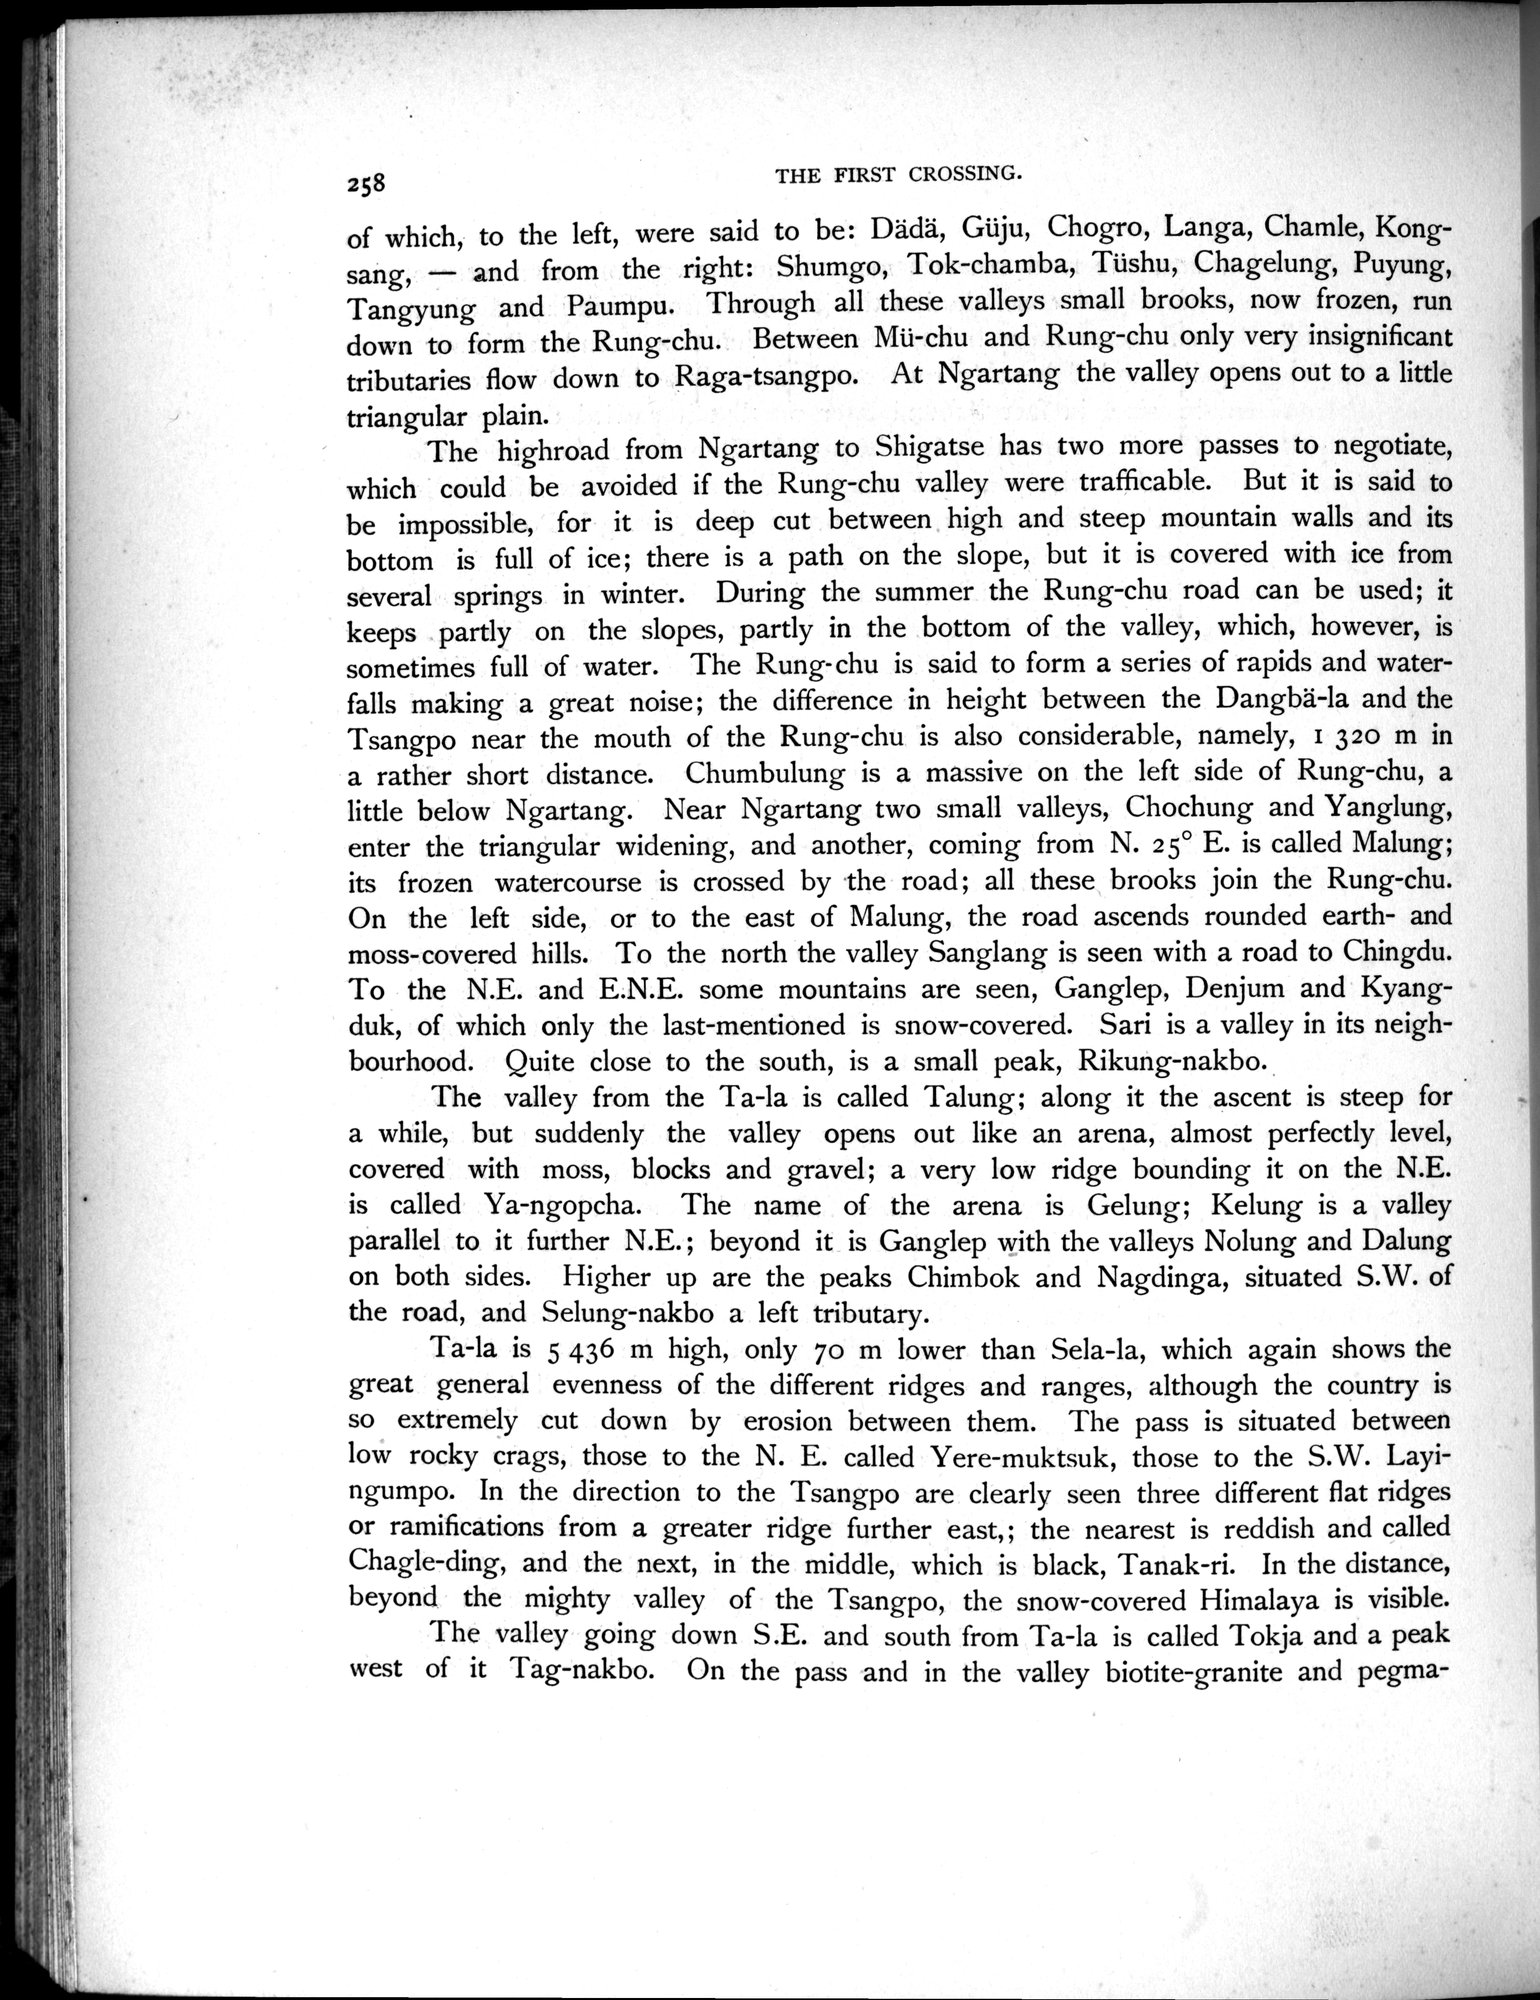 258
THE FIRST CROSSING.
of which, to the left, were said to be: Dädä, Güju, Chogro, Langa, Chamle, Kong-
sang, — and from the right: Shumgo, Tok-chamba, Tüshu, Chagelung, Puyung,
Tangyung and Paumpu. Through all these valleys small brooks, now frozen, run
down to form the Rung-chu. Between Mü-chu and Rung-chu only very insignificant
tributaries flow down to Raga-tsangpo. At Ngartang the valley opens out to a little
triangular plain.
The highroad from Ngartang to Shigatse has two more passes to negotiate,
which could be avoided if the Rung-chu valley were trafficable. But it is said to
be impossible, for it is deep cut between high and steep mountain walls and its
bottom is full of ice; there is a path on the slope, but it is covered with ice from
several springs in winter. During the summer the Rung-chu road can be used; it
keeps partly on the slopes, partly in the bottom of the valley, which, however, is
sometimes full of water. The Rung-chu is said to form a series of rapids and water-
falls making a great noise; the difference in height between the Dangbä-la and the
Tsangpo near the mouth of the Rung-chu is also considerable, namely, 1 320 m in
a rather short distance. Chumbulung is a massive on the left side of Rung-chu, a
little below Ngartang. Near Ngartang two small valleys, Chochung and Yanglung,
enter the triangular widening, and another, coming from N. 25° E. is called Malung;
its frozen watercourse is crossed by the road; all these brooks join the Rung-chu.
On the left side, or to the east of Malung, the road ascends rounded earth- and
moss-covered hills. To the north the valley Sanglang is seen with a road to Chingdu.
To the N.E. and E.N.E. some mountains are seen, Ganglep, Denjum and Kyang-
duk, of which only the last-mentioned is snow-covered. Sari is a valley in its neigh-
bourhood. Quite close to the south, is a small peak, Rikung-nakbo.
The valley from the Ta-la is called Talung; along it the ascent is steep for
a while, but suddenly the valley opens out like an arena, almost perfectly level,
covered with moss, blocks and gravel; a very low ridge bounding it on the N.E.
is called Ya-ngopcha. The name of the arena is Gelung; Kelung is a valley
parallel to it further N.E.; beyond it is Ganglep with the valleys Nolung and Dalung
on both sides. Higher up are the peaks Chimbok and Nagdinga, situated S.W. of
the road, and Selung-nakbo a left tributary.
Ta-la is 5 436 m high, only 70 m lower than Sela-la, which again shows the
great general evenness of the different ridges and ranges, although the country is
so extremely cut down by erosion between them. The pass is situated between
low rocky crags, those to the N. E. called Yere-muktsuk, those to the S.W. Layi-
ngumpo. In the direction to the Tsangpo are clearly seen three different flat ridges
or ramifications from a greater ridge further east,; the nearest is reddish and called
Chagle-ding, and the next, in the middle, which is black, Tanak-ri. In the distance,
beyond the mighty valley of the Tsangpo, the snow-covered Himalaya is visible.
The valley going down S.E. and south from Ta-la is called Tokja and a peak
west of it Tag-nakbo. On the pass and in the valley biotite-granite and pegma-